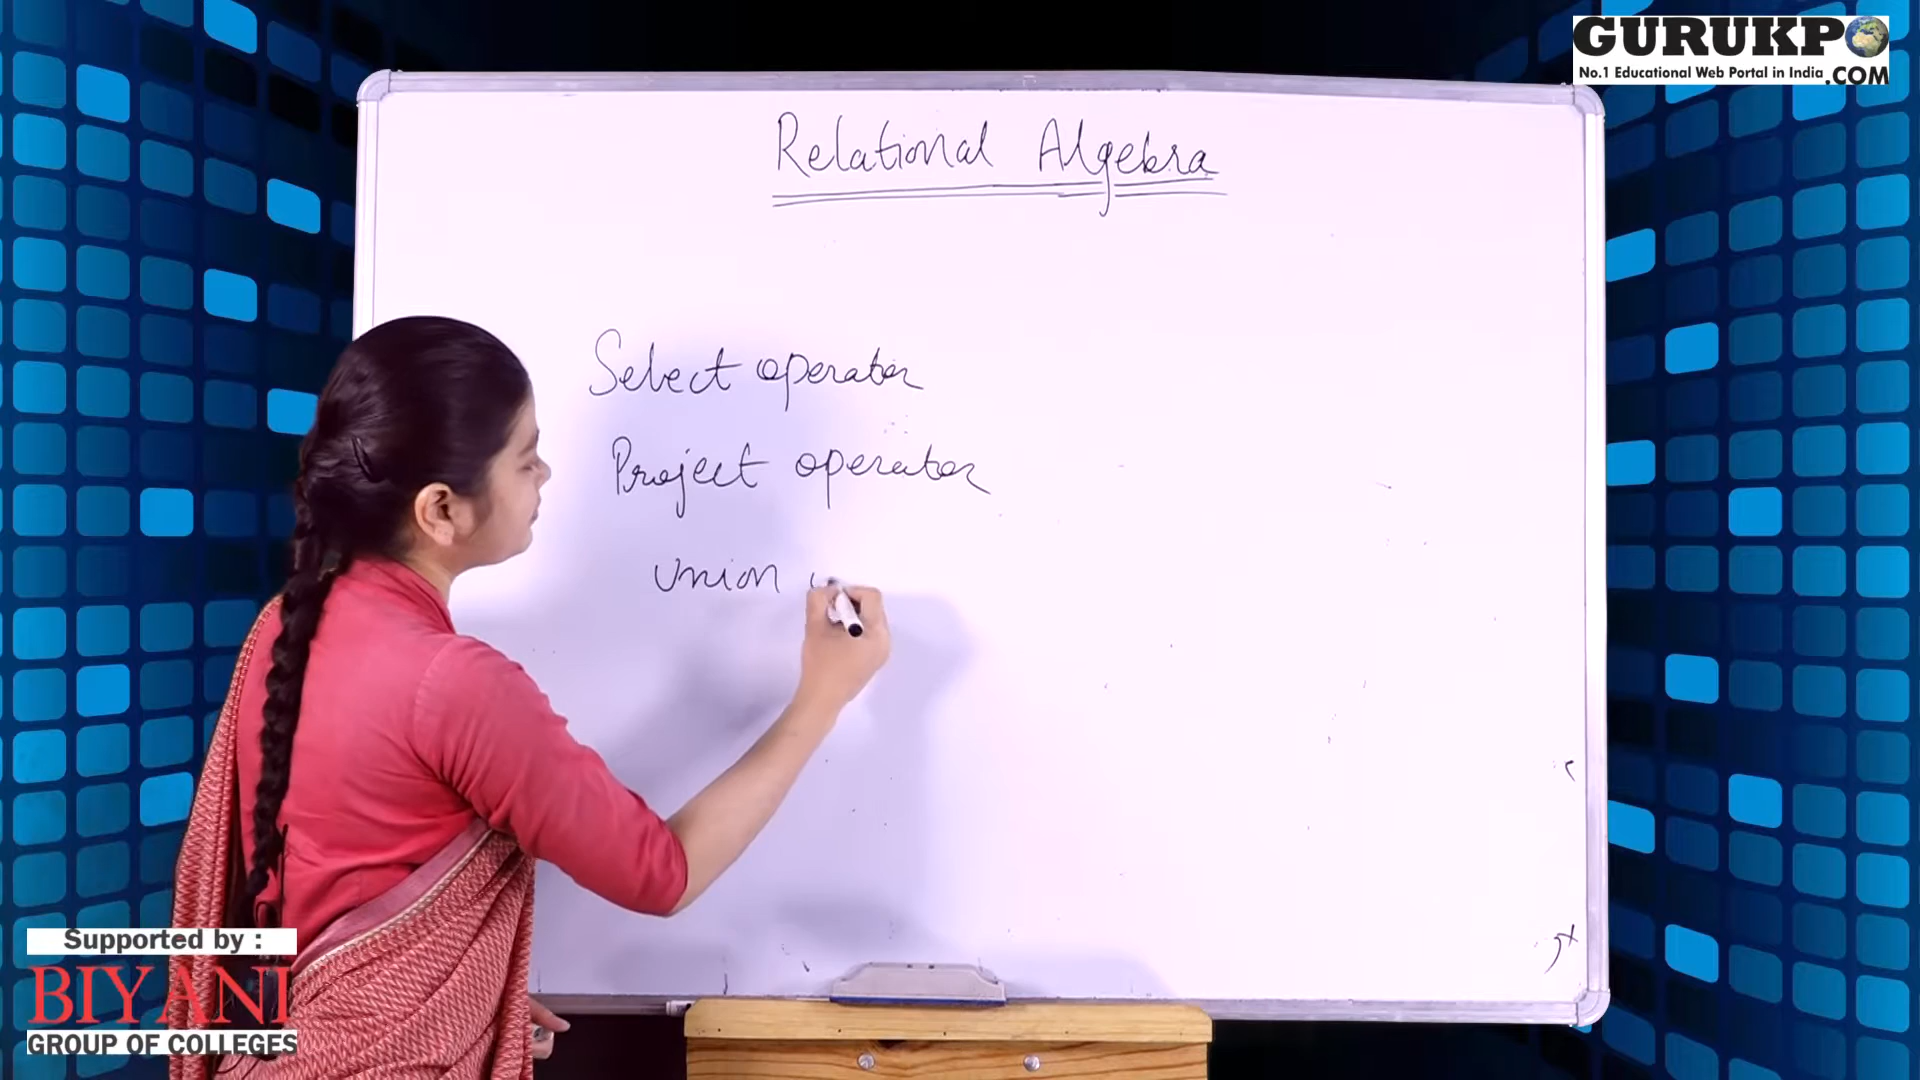 GURUKPO
No.1 Educational Web Portal in India .COM
Relational Algebra
Select operator
Project operator
Union
Supported by :
BIYANI
GROUP OF COLLEGES